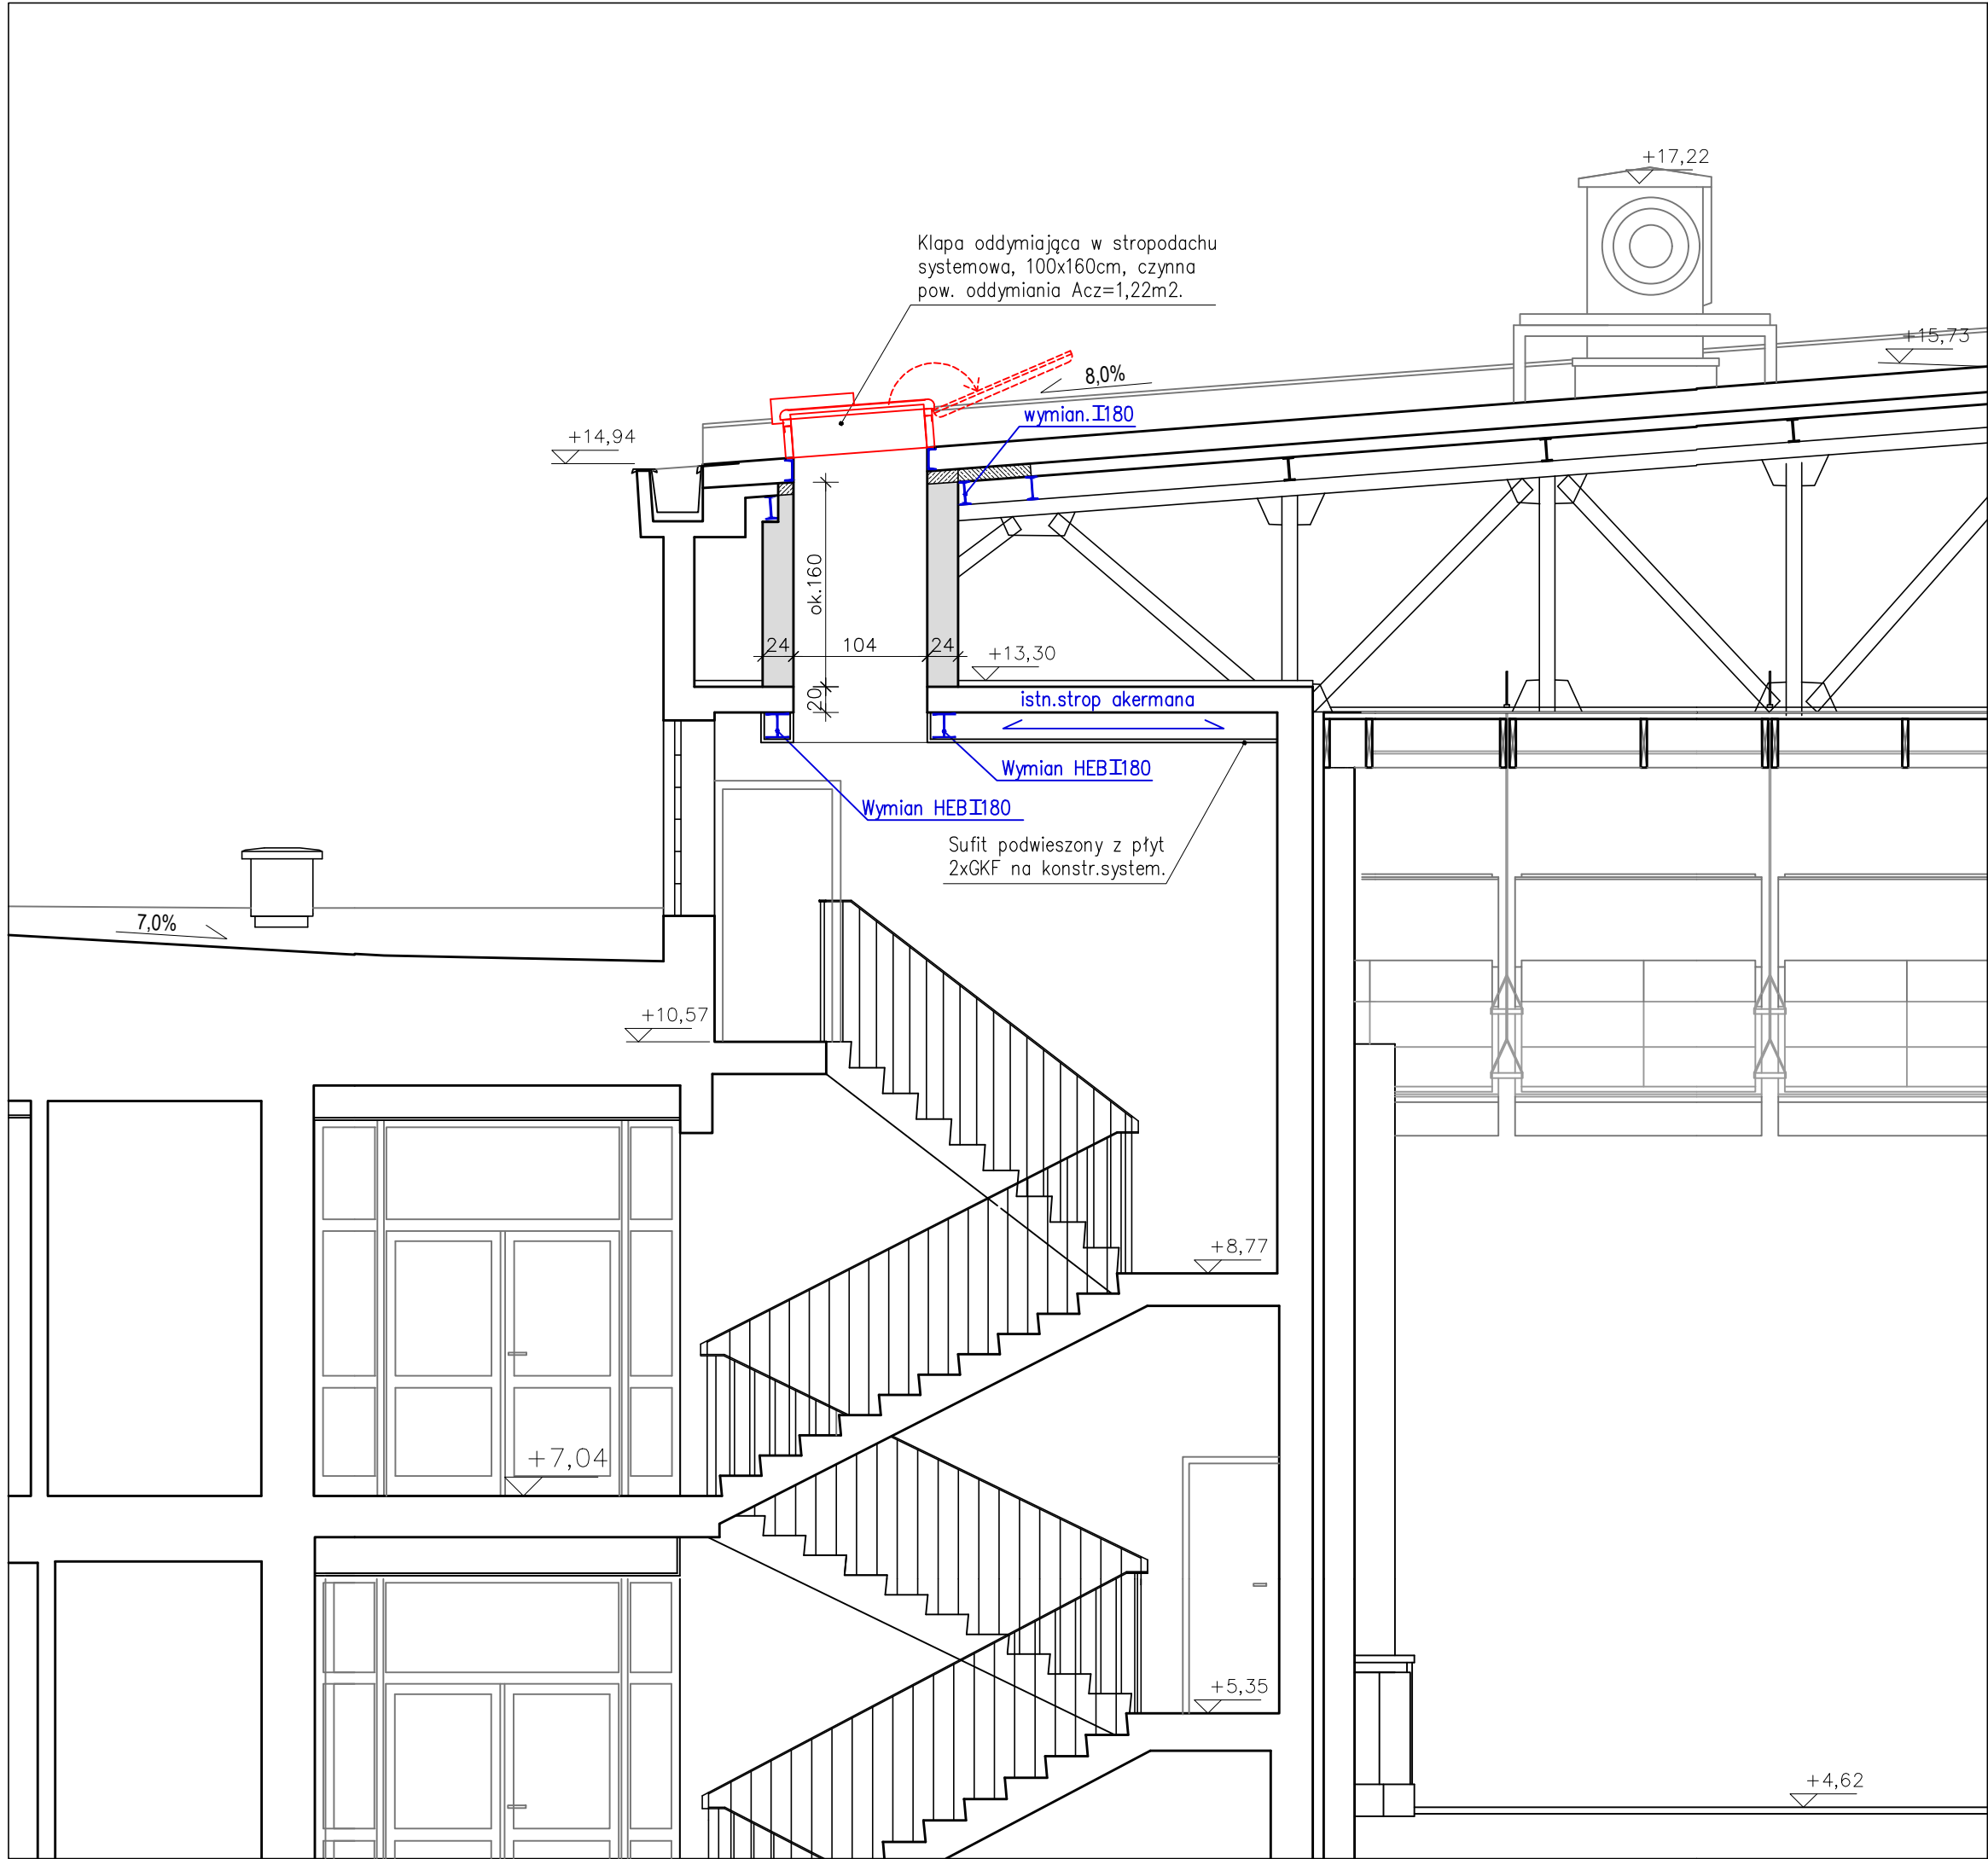 +17,22
Klapa oddymiająca w stropodachu
systemowa, 100x160cm, czynna
pow. oddymiania Acz=1,22m2.
+15,73
8,0%
wymian.I180
+14,94
ok.160
24
104
24
+13,30
20
istn.strop akermana
Wymian HEBI180
Wymian HEBI180
Sufit podwieszony z płyt
2xGKF na konstr.system.
7,0%
+10,57
+8,77
+7,04
+5,35
+4,62